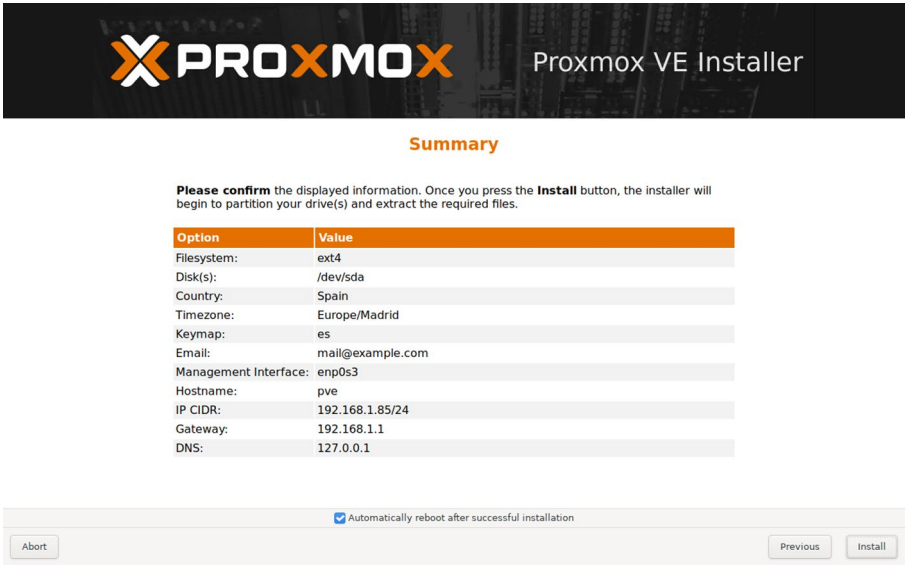 PROXMOX
Proxmox VE Installer
Summary
Please confirm the displayed information. Once you press the Install button, the installer will
begin to partition your drive(s) and extract the required files.
Option Value
Filesystem: ext4
Disk(s): /dev/sda
Country: Spain
Timezone: Europe/Madrid
Keymap: es
Email: mail@example.com
Management Interface: enp0s3
Hostname: pve
IP CIDR: 192.168.1.85/24
Gateway: 192.168.1.1
DNS: 127.0.0.1
Automatically reboot after successful installation
Abort Previous Install